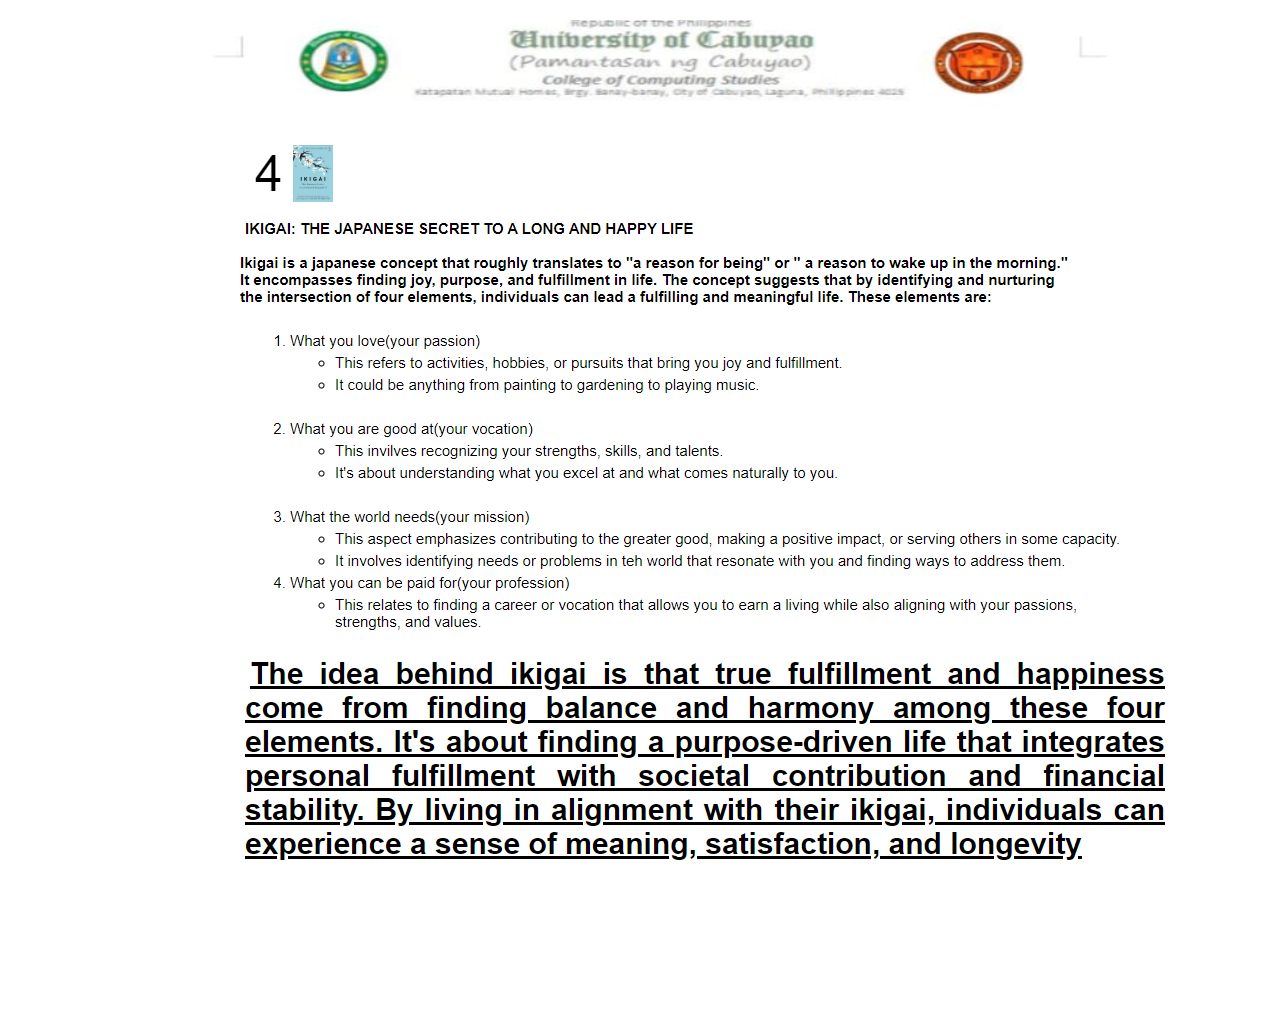 Republic of the Philippines
University of Cabuyao
(Pamantasan ng Cabuyao)
College of Computing Studies
Katapatan Mutual Homes, Brgy. Banay-banay, City of Cabuyao, Laguna, Philippines 4025
4
IKIGAI
IKIGAI: THE JAPANESE SECRET TO A LONG AND HAPPY LIFE
Ikigai is a japanese concept that roughly translates to "a reason for being" or " a reason to wake up in the morning."
It encompasses finding joy, purpose, and fulfillment in life. The concept suggests that by identifying and nurturing
the intersection of four elements, individuals can lead a fulfilling and meaningful life. These elements are:
1. What you love(your passion)
This refers to activities, hobbies, or pursuits that bring you joy and fulfillment.
It could be anything from painting to gardening to playing music.
2. What you are good at(your vocation)
This invilves recognizing your strengths, skills, and talents.
It's about understanding what you excel at and what comes naturally to you.
3. What the world needs(your mission)
This aspect emphasizes contributing to the greater good, making a positive impact, or serving others in some capacity.
It involves identifying needs or problems in teh world that resonate with you and finding ways to address them.
4. What you can be paid for(your profession)
This relates to finding a career or vocation that allows you to earn a living while also aligning with your passions,
strengths, and values.
The idea behind ikigai is that true fulfillment and happiness
come from finding balance and harmony among these four
elements. It's about finding a purpose-driven life that integrates
personal fulfillment with societal contribution and financial
stability. By living in alignment with their ikigai, individuals can
experience a sense of meaning, satisfaction, and longevity